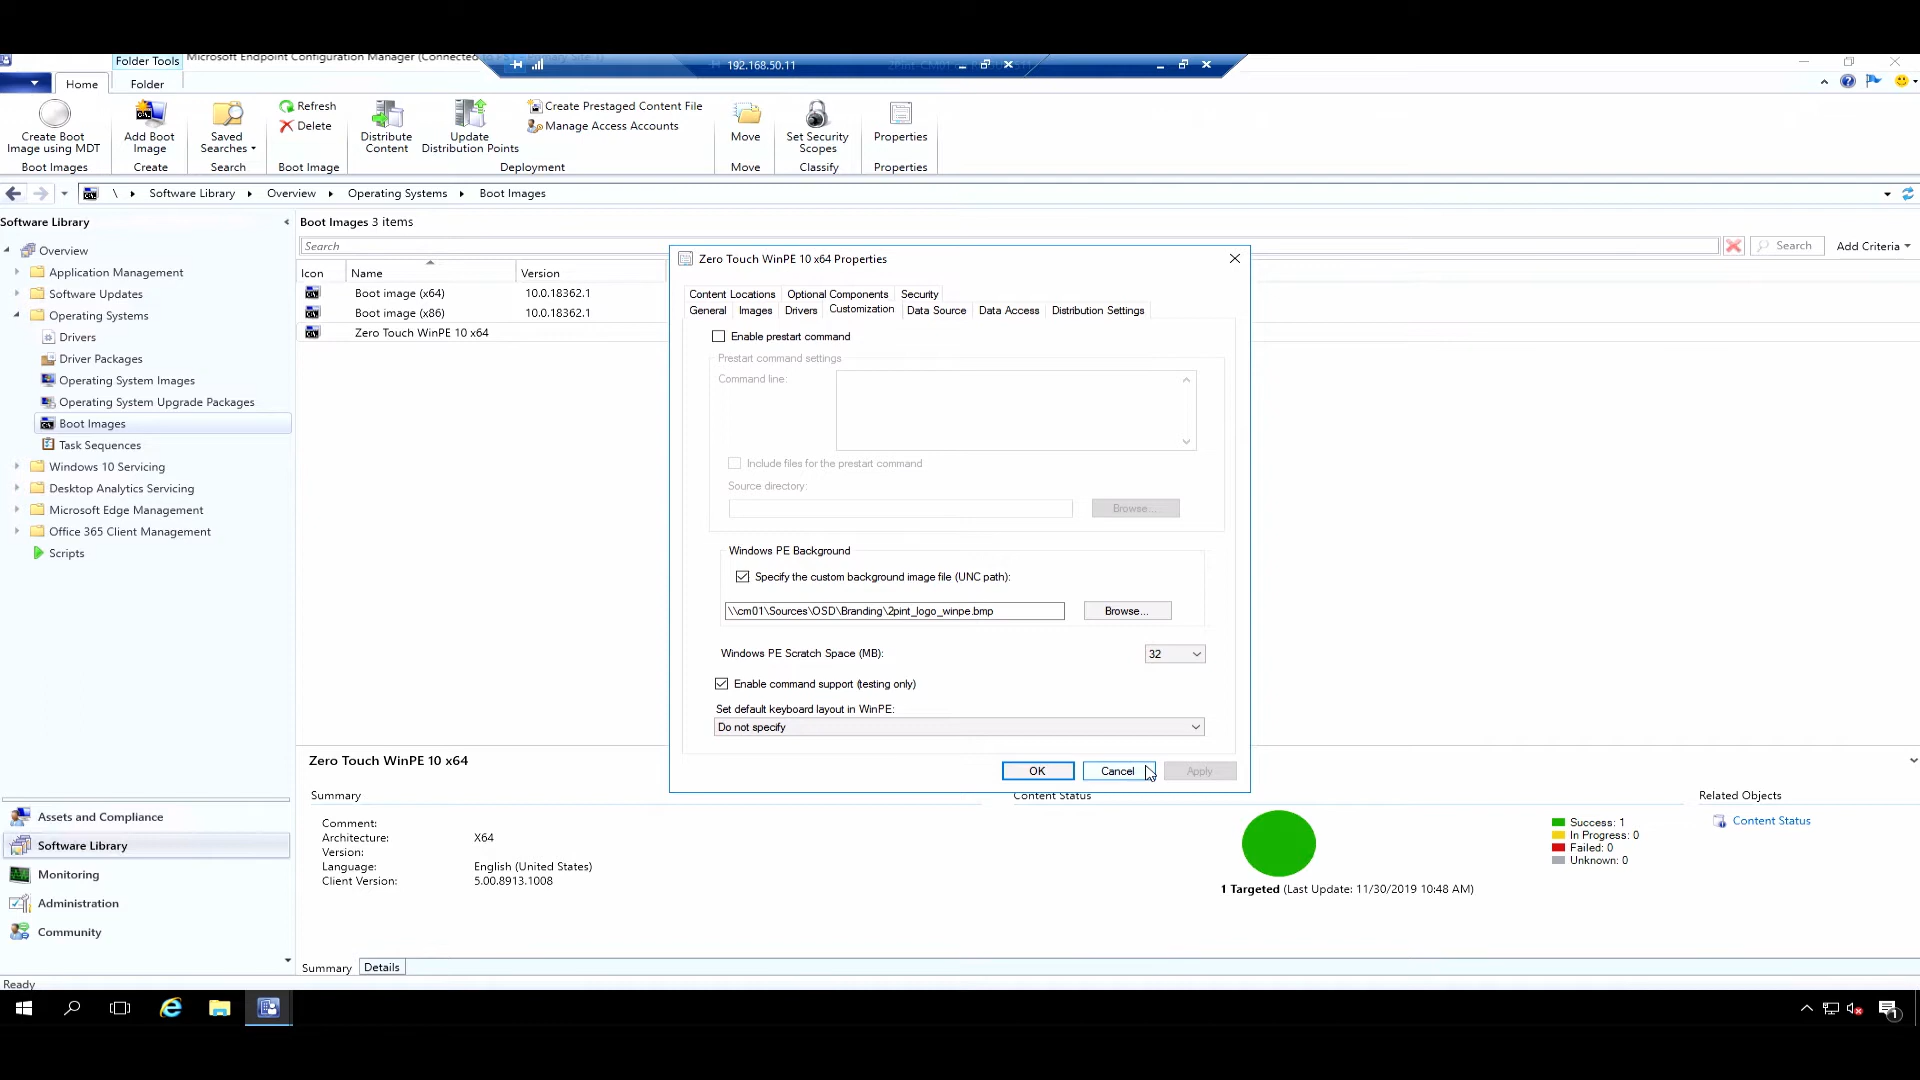 Folder Tools
Microsoft Endpoint Configuration Manager (Connected to
192.168.50.11
Home
Folder
Create Boot Image using MDT
Boot Images
Add Boot Image
Create
Saved Searches
Search
Refresh
Delete
Boot Image
Distribute Content
Update Distribution Points
Create Prestaged Content File
Manage Access Accounts
Deployment
Move
Move
Set Security Scopes
Classify
Properties
Properties
\ Software Library Overview Operating Systems Boot Images
Software Library
Overview
Application Management
Software Updates
Operating Systems
Drivers
Driver Packages
Operating System Images
Operating System Upgrade Packages
Boot Images
Task Sequences
Windows 10 Servicing
Desktop Analytics Servicing
Microsoft Edge Management
Office 365 Client Management
Scripts
Assets and Compliance
Software Library
Monitoring
Administration
Community
Boot Images 3 items
Search
Search
Add Criteria
Icon Name Version
Boot image (x64) 10.0.18362.1
Boot image (x86) 10.0.18362.1
Zero Touch WinPE 10 x64
Zero Touch WinPE 10 x64 Properties
Content Locations Optional Components Security
General Images Drivers Customization Data Source Data Access Distribution Settings
Enable prestart command
Prestart command settings
Command line:
Include files for the prestart command
Source directory:
Browse...
Windows PE Background
Specify the custom background image file (UNC path):
\\cm01\Sources\OSD\Branding\2pint_logo_winpe.bmp
Browse...
Windows PE Scratch Space (MB):
32
Enable command support (testing only)
Set default keyboard layout in WinPE:
Do not specify
OK Cancel Apply
Zero Touch WinPE 10 x64
Summary
Comment:
Architecture: X64
Version:
Language: English (United States)
Client Version: 5.00.8913.1008
Content Status
Success: 1
In Progress: 0
Failed: 0
Unknown: 0
1 Targeted (Last Update: 11/30/2019 10:48 AM)
Related Objects
Content Status
Summary Details
Ready
1